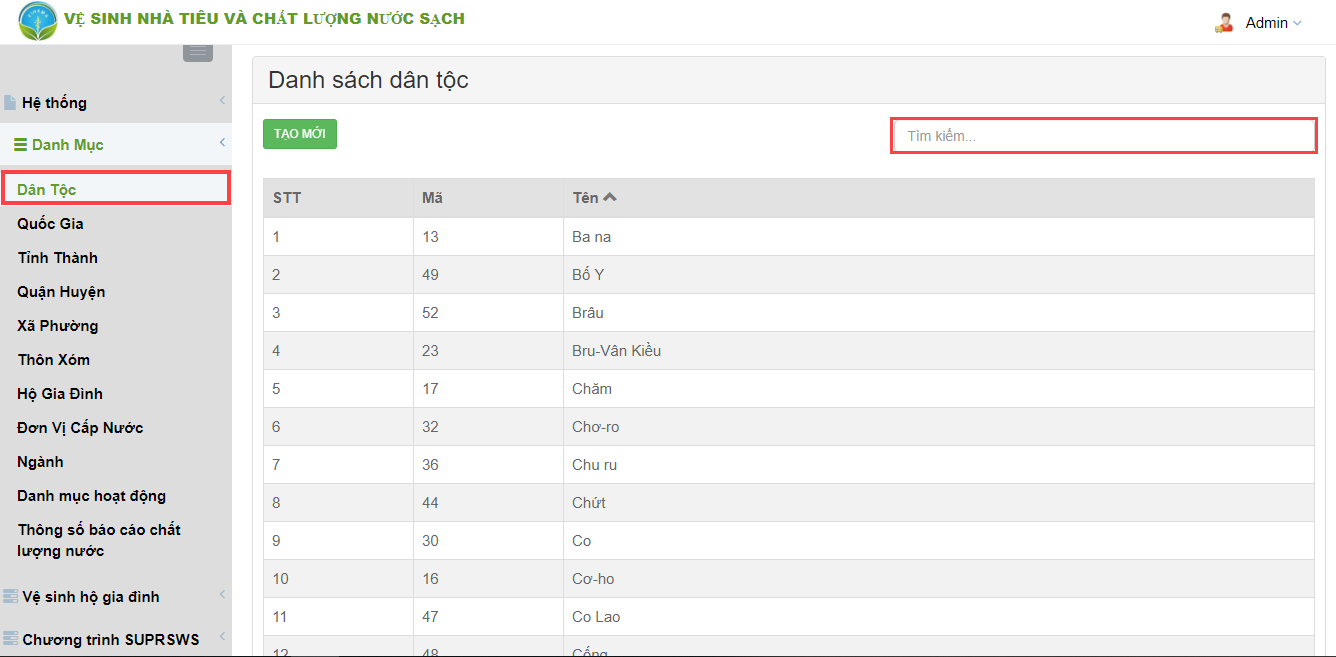 VỆ SINH NHÀ TIÊU VÀ CHẤT LƯỢNG NƯỚC SẠCH
Admin
Hệ thống
Danh Mục
Dân Tộc
Quốc Gia
Tỉnh Thành
Quận Huyện
Xã Phường
Thôn Xóm
Hộ Gia Đình
Đơn Vị Cấp Nước
Ngành
Danh mục hoạt động
Thông số báo cáo chất
lượng nước
Vệ sinh hộ gia đình
Chương trình SUPRSWS
Danh sách dân tộc
TẠO MỚI
Tìm kiếm...
STT Mã Tên
1 13 Ba na
2 49 Bố Y
3 52 Brâu
4 23 Bru-Vân Kiều
5 17 Chăm
6 32 Chơ-ro
7 36 Chu ru
8 44 Chứt
9 30 Co
10 16 Cơ-ho
11 47 Co Lao
12 48 Cống